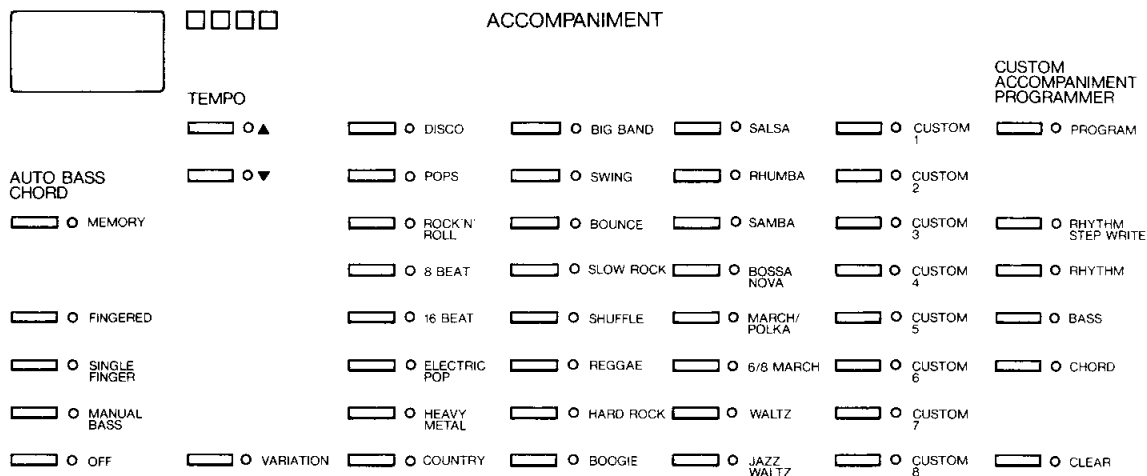 ACCOMPANIMENT
CUSTOM
ACCOMPANIMENT
PROGRAMMER
TEMPO
▲ DISCO BIG BAND SALSA CUSTOM 1 PROGRAM
AUTO BASS
CHORD
▼ POPS SWING RHUMBA CUSTOM 2
MEMORY ROCK'N' ROLL BOUNCE SAMBA CUSTOM 3 RHYTHM STEP WRITE
8 BEAT SLOW ROCK BOSSA NOVA CUSTOM 4 RHYTHM
FINGERED 16 BEAT SHUFFLE MARCH/ POLKA CUSTOM 5 BASS
SINGLE FINGER ELECTRIC POP REGGAE 6/8 MARCH CUSTOM 6 CHORD
MANUAL BASS HEAVY METAL HARD ROCK WALTZ CUSTOM 7
OFF VARIATION COUNTRY BOOGIE JAZZ WALTZ CUSTOM 8 CLEAR